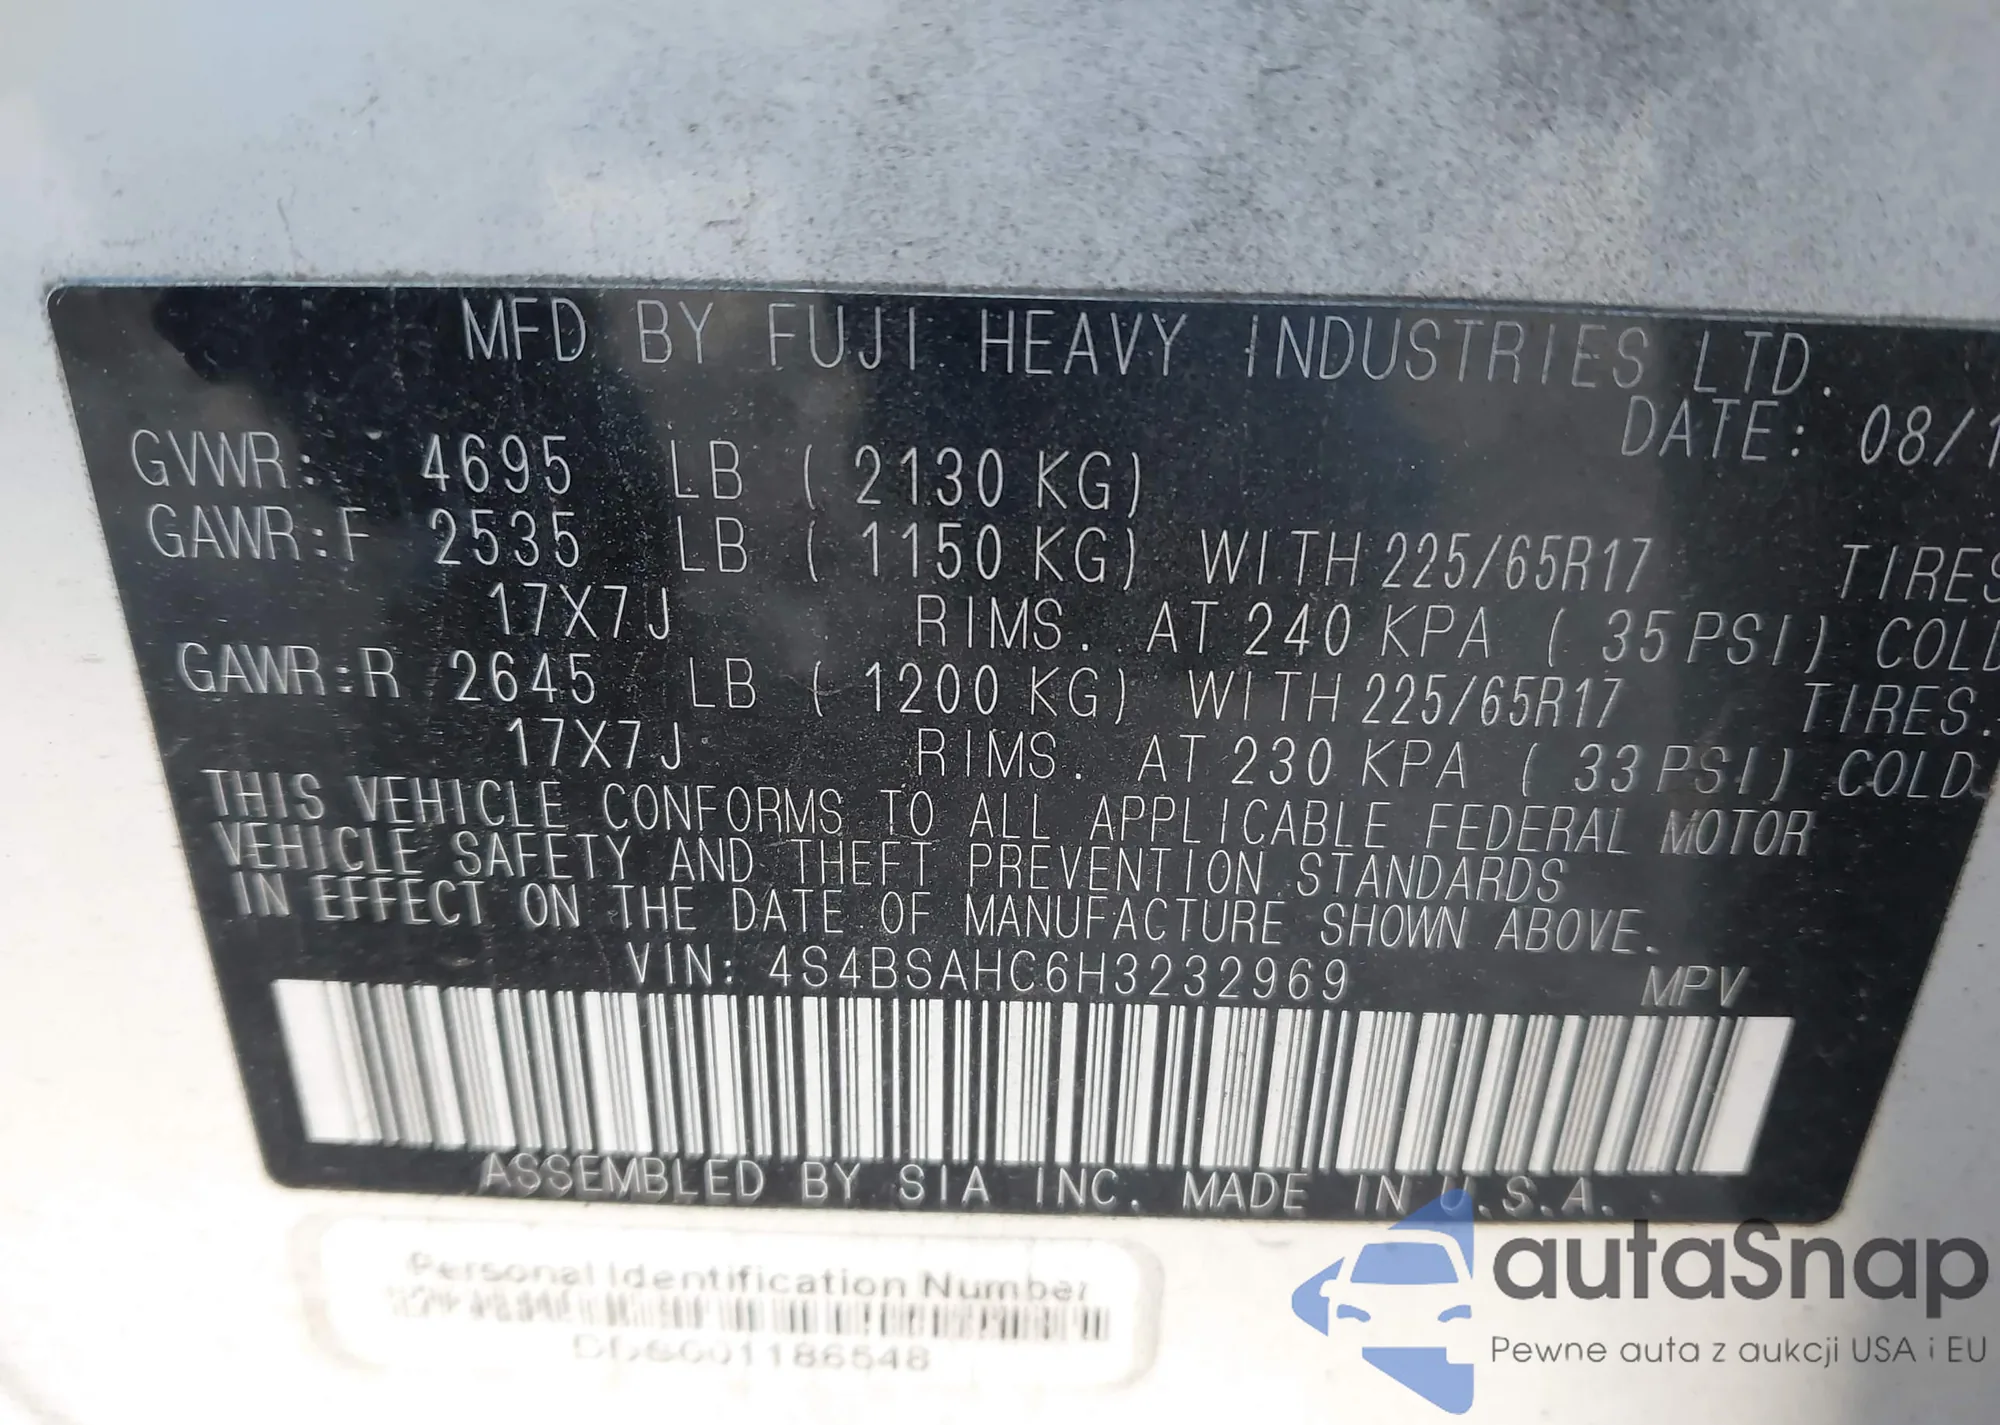 MFD BY FUJI HEAVY INDUSTRIES LTD.
DATE: 08/1
GVWR: 4695 LB ( 2130 KG)
GAWR:F 2535 LB ( 1150 KG) WITH 225/65R17 TIRES
17X7J RIMS. AT 240 KPA ( 35 PSI) COLD
GAWR:R 2645 LB ( 1200 KG) WITH 225/65R17 TIRES.
17X7J RIMS. AT 230 KPA ( 33 PSI) COLD.
THIS VEHICLE CONFORMS TO ALL APPLICABLE FEDERAL MOTOR
VEHICLE SAFETY AND THEFT PREVENTION STANDARDS
IN EFFECT ON THE DATE OF MANUFACTURE SHOWN ABOVE.
VIN: 4S4BSAHC6H3232969 MPV
ASSEMBLED BY SIA INC. MADE IN U.S.A.
Personal Identification Number
autaSnap
Pewne auta z aukcji USA i EU